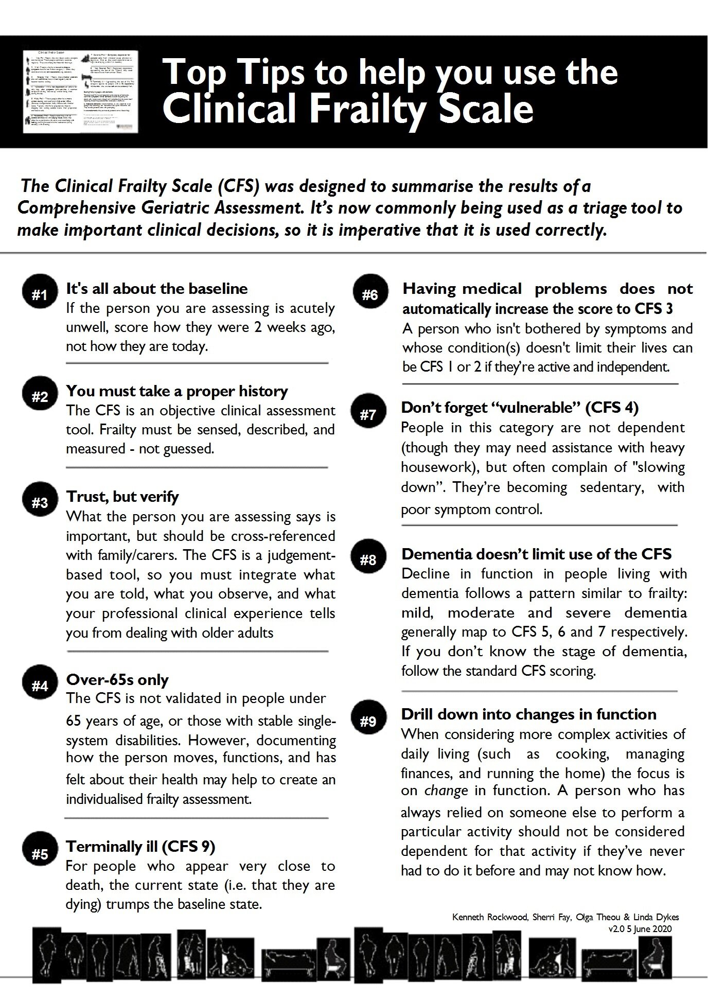 Clinical Frailty Scale
Top Tips to help you use the
Clinical Frailty Scale
The Clinical Frailty Scale (CFS) was designed to summarise the results of a
Comprehensive Geriatric Assessment. It’s now commonly being used as a triage tool to
make important clinical decisions, so it is imperative that it is used correctly.
#1
It's all about the baseline
If the person you are assessing is acutely
unwell, score how they were 2 weeks ago,
not how they are today.
#2
You must take a proper history
The CFS is an objective clinical assessment
tool. Frailty must be sensed, described, and
measured - not guessed.
#3
Trust, but verify
What the person you are assessing says is
important, but should be cross-referenced
with family/carers. The CFS is a judgement-
based tool, so you must integrate what
you are told, what you observe, and what
your professional clinical experience tells
you from dealing with older adults
#4
Over-65s only
The CFS is not validated in people under
65 years of age, or those with stable single-
system disabilities. However, documenting
how the person moves, functions, and has
felt about their health may help to create an
individualised frailty assessment.
#5
Terminally ill (CFS 9)
For people who appear very close to
death, the current state (i.e. that they are
dying) trumps the baseline state.
#6
Having medical problems does not
automatically increase the score to CFS 3
A person who isn't bothered by symptoms and
whose condition(s) doesn't limit their lives can
be CFS 1 or 2 if they’re active and independent.
#7
Don’t forget “vulnerable” (CFS 4)
People in this category are not dependent
(though they may need assistance with heavy
housework), but often complain of "slowing
down”. They’re becoming sedentary, with
poor symptom control.
#8
Dementia doesn’t limit use of the CFS
Decline in function in people living with
dementia follows a pattern similar to frailty:
mild, moderate and severe dementia
generally map to CFS 5, 6 and 7 respectively.
If you don’t know the stage of dementia,
follow the standard CFS scoring.
#9
Drill down into changes in function
When considering more complex activities of
daily living (such as cooking, managing
finances, and running the home) the focus is
on change in function. A person who has
always relied on someone else to perform a
particular activity should not be considered
dependent for that activity if they’ve never
had to do it before and may not know how.
Kenneth Rockwood, Sherri Fay, Olga Theou & Linda Dykes
v2.0 5 June 2020